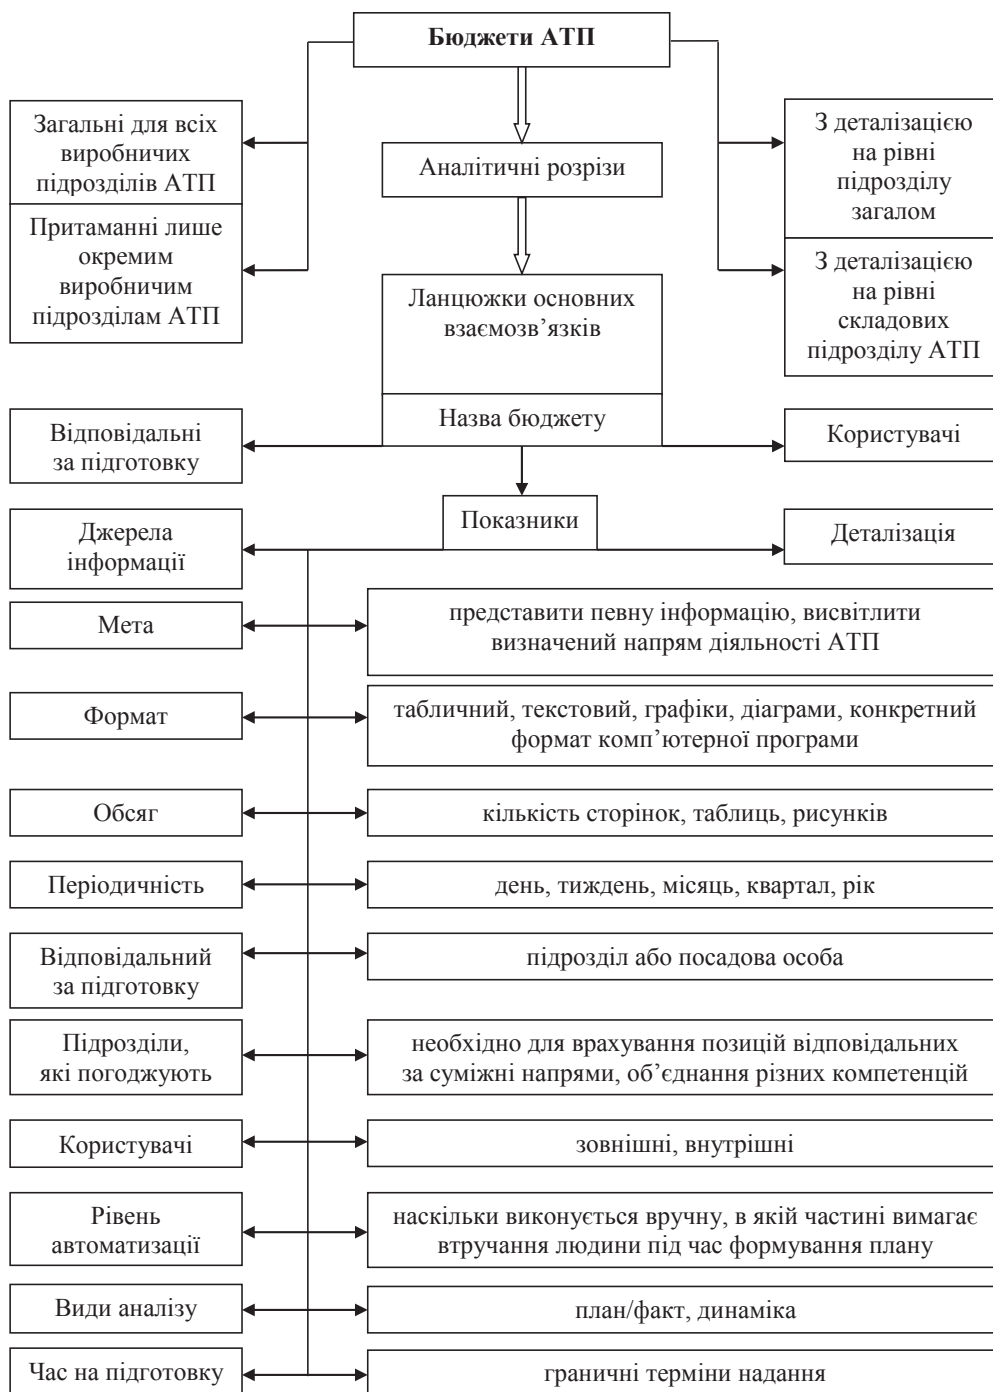 Бюджети АТП
Загальні для всіх
виробничих
підрозділів АТП
Аналітичні розрізи
З деталізацією
на рівні
підрозділу
загалом
Притаманні лише
окремим
виробничим
підрозділам АТП
Ланцюжки основних
взаємозв’язків
З деталізацією
на рівні
складових
підрозділу АТП
Назва бюджету
Відповідальні
за підготовку
Користувачі
Показники
Джерела
інформації
Деталізація
Мета
представити певну інформацію, висвітлити
визначений напрям діяльності АТП
Формат
табличний, текстовий, графіки, діаграми, конкретний
формат комп’ютерної програми
Обсяг
кількість сторінок, таблиць, рисунків
Періодичність
день, тиждень, місяць, квартал, рік
Відповідальний
за підготовку
підрозділ або посадова особа
Підрозділи,
які погоджують
необхідно для врахування позицій відповідальних
за суміжні напрями, об’єднання різних компетенцій
Користувачі
зовнішні, внутрішні
Рівень
автоматизації
наскільки виконується вручну, в якій частині вимагає
втручання людини під час формування плану
Види аналізу
план/факт, динаміка
Час на підготовку
граничні терміни надання